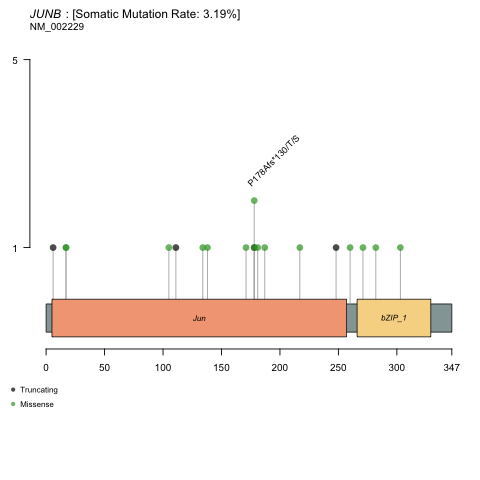 JUNB : [Somatic Mutation Rate: 3.19%]
NM_002229
5
P178Afs*130/T/S
1
Jun
bZIP_1
0 50 100 150 200 250 300 347
Truncating
Missense